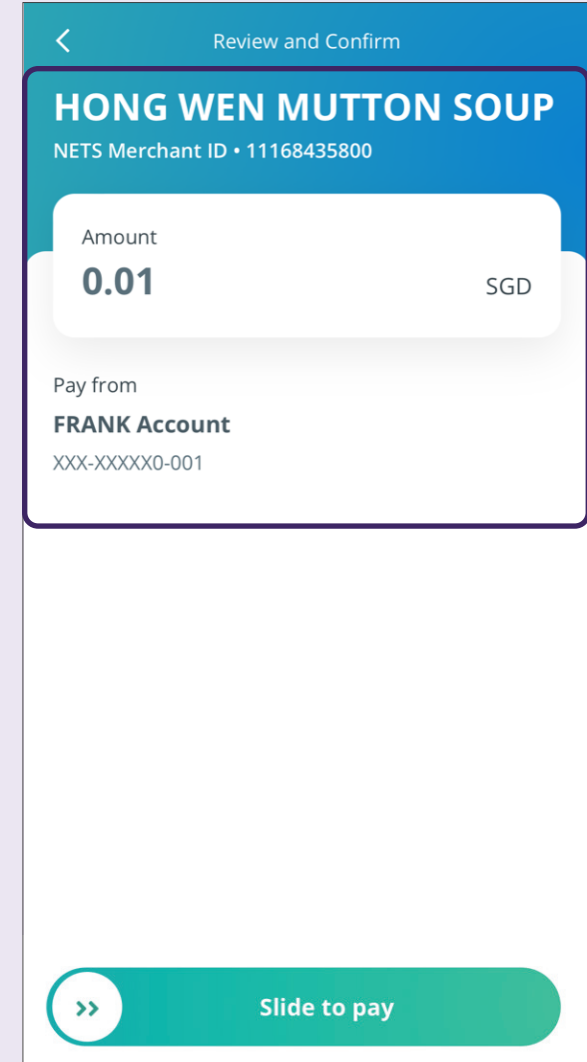 Review and Confirm
HONG WEN MUTTON SOUP
NETS Merchant ID • 11168435800
Amount
0.01 SGD
Pay from
FRANK Account
XXX-XXXXX0-001
Slide to pay